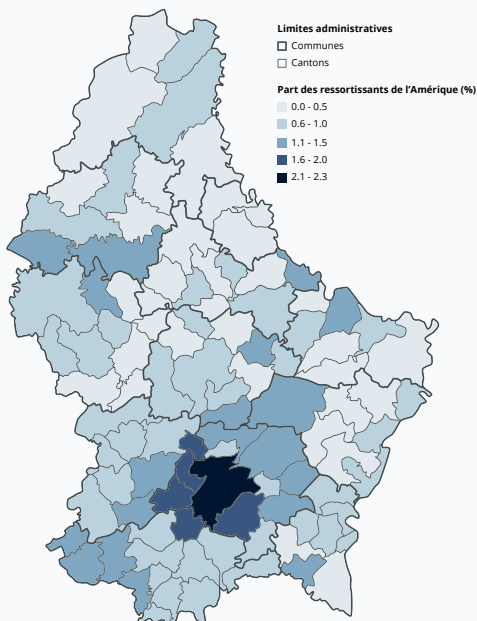 Limites administratives
Communes
Cantons
Part des ressortissants de l'Amérique (%)
0.0 - 0.5
0.6 - 1.0
1.1 - 1.5
1.6 - 2.0
2.1 - 2.3